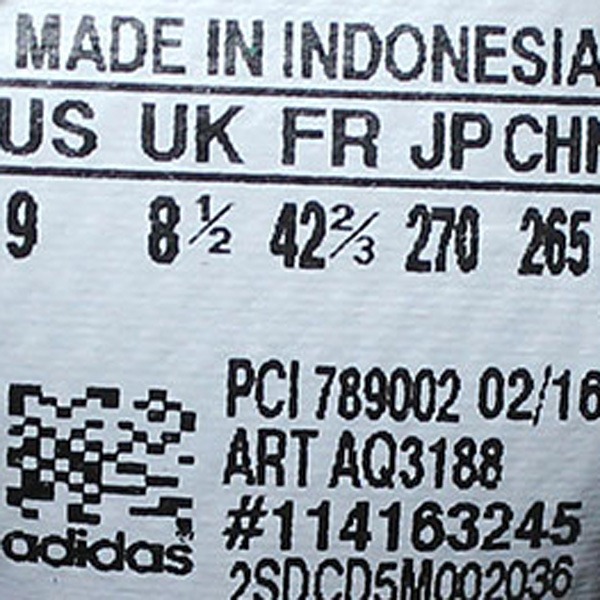 MADE IN INDONESIA
US UK FR JP CHN
9 8½ 42⅔ 270 265
PCI 789002 02/16
ART AQ3188
#114163245
adidas
2SDCD5M002036